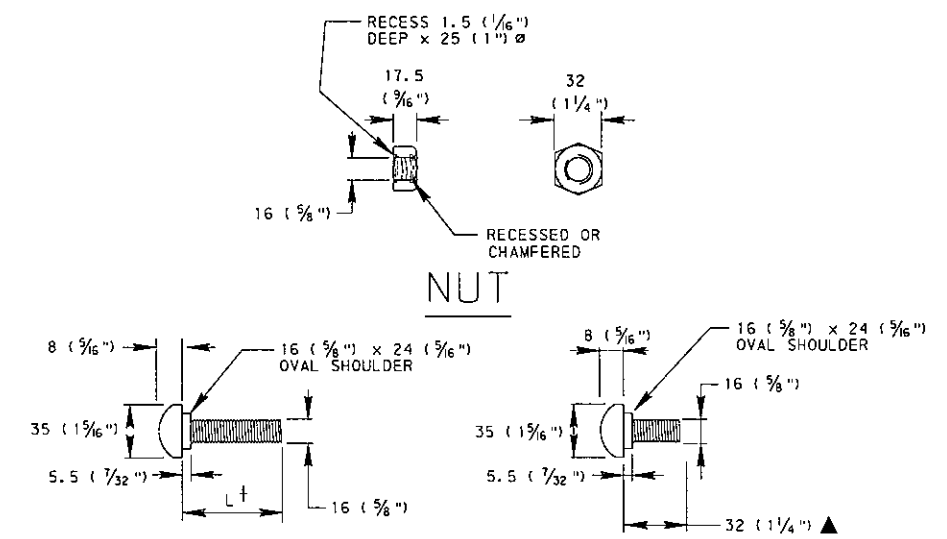 RECESS 1.5 (1/16")
DEEP x 25 (1") ø
17.5
(9/16")
32
(1 1/4")
16 (5/8")
RECESSED OR
CHAMFERED
NUT
8 (5/16")
16 (5/8") x 24 (5/16")
OVAL SHOULDER
35 (1 5/16")
5.5 (7/32")
L †
16 (5/8")
8 (5/16")
16 (5/8") x 24 (5/16")
OVAL SHOULDER
16 (5/8")
35 (1 5/16")
5.5 (7/32")
32 (1 1/4") ▲